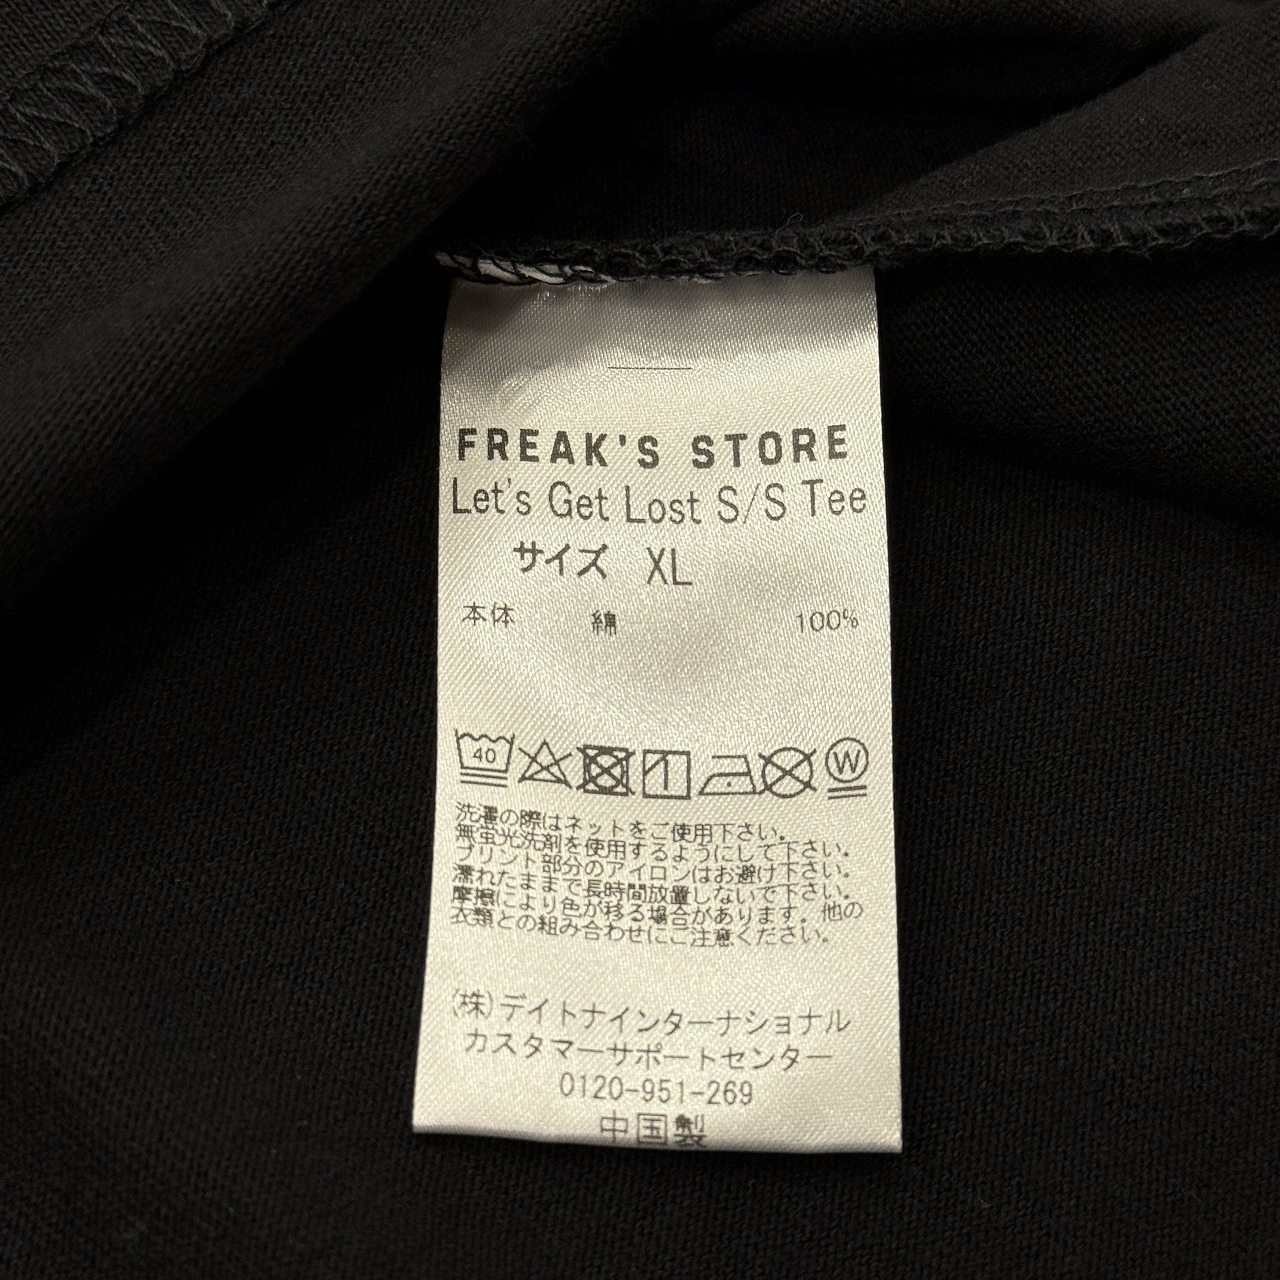 FREAK'S STORE
Let's Get Lost S/S Tee
サイズ XL
本体 綿 100%
40
W
洗濯の際はネットをご使用下さい。
無蛍光洗剤を使用するようにして下さい。
プリント部分のアイロンはお避け下さい。
濡れたままで長時間放置しないで下さい。
摩擦により色が移る場合があります。他の
衣類との組み合わせにご注意ください。
(株)デイトナインターナショナル
カスタマーサポートセンター
0120-951-269
中国製